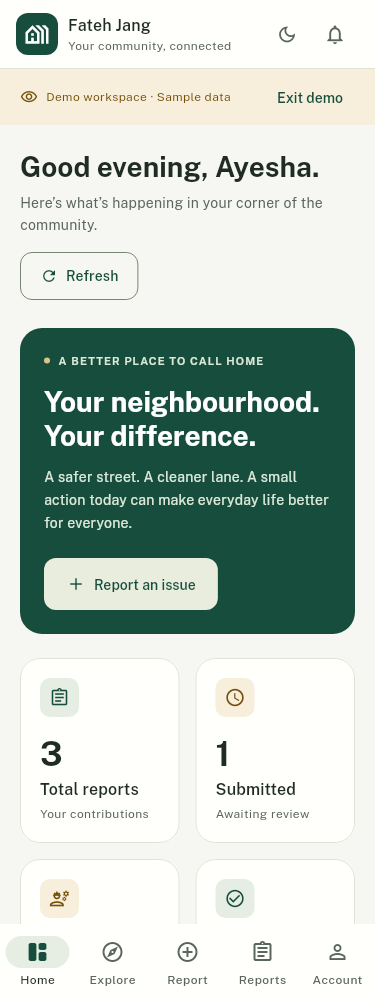 Fateh Jang
Your community, connected
Demo workspace · Sample data
Exit demo
Good evening, Ayesha.
Here’s what’s happening in your corner of the
community.
Refresh
A BETTER PLACE TO CALL HOME
Your neighbourhood.
Your difference.
A safer street. A cleaner lane. A small
action today can make everyday life better
for everyone.
Report an issue
3
Total reports
Your contributions
1
Submitted
Awaiting review
Home
Explore
Report
Reports
Account